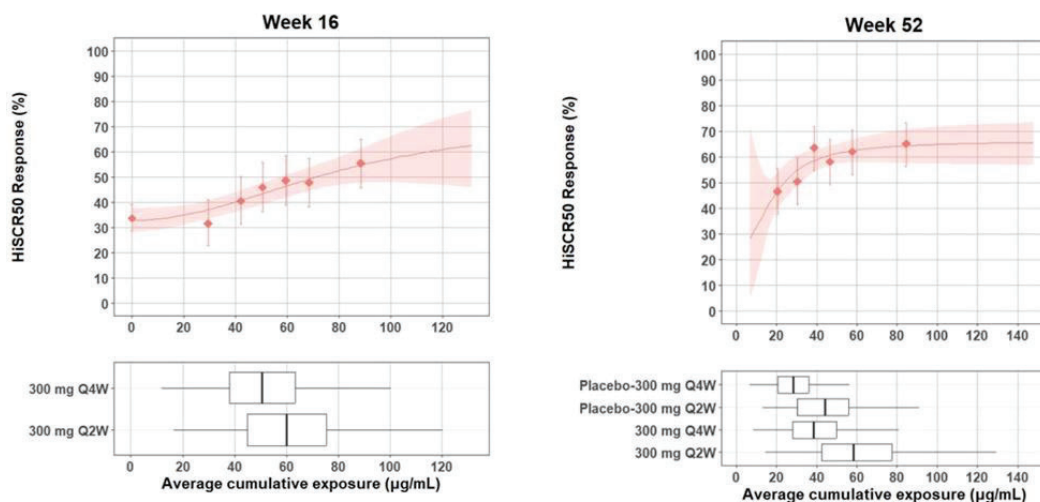 Week 16
HiSCR50 Response (%)
100
90
80
70
60
50
40
30
20
10
0
0 20 40 60 80 100 120
300 mg Q4W
300 mg Q2W
0 20 40 60 80 100 120
Average cumulative exposure (µg/mL)
Week 52
HiSCR50 Response (%)
100
90
80
70
60
50
40
30
20
10
0
0 20 40 60 80 100 120 140
Placebo-300 mg Q4W
Placebo-300 mg Q2W
300 mg Q4W
300 mg Q2W
0 20 40 60 80 100 120 140
Average cumulative exposure (µg/mL)